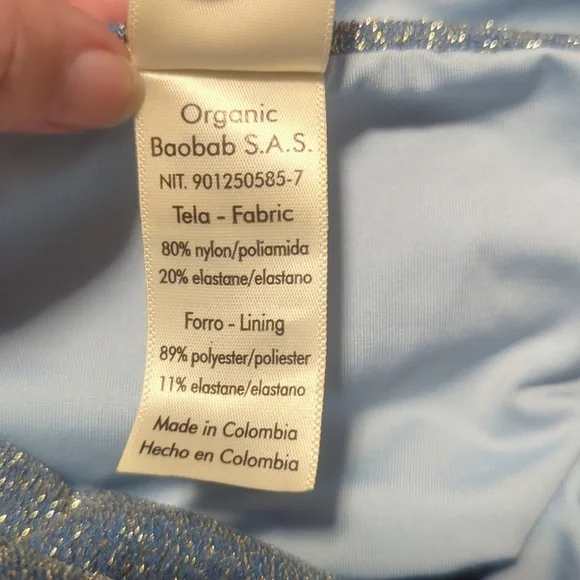 Organic
Baobab S.A.S.
NIT. 901250585-7
Tela - Fabric
80% nylon/poliamida
20% elastane/elastano
Forro - Lining
89% polyester/poliester
11% elastane/elastano
Made in Colombia
Hecho en Colombia